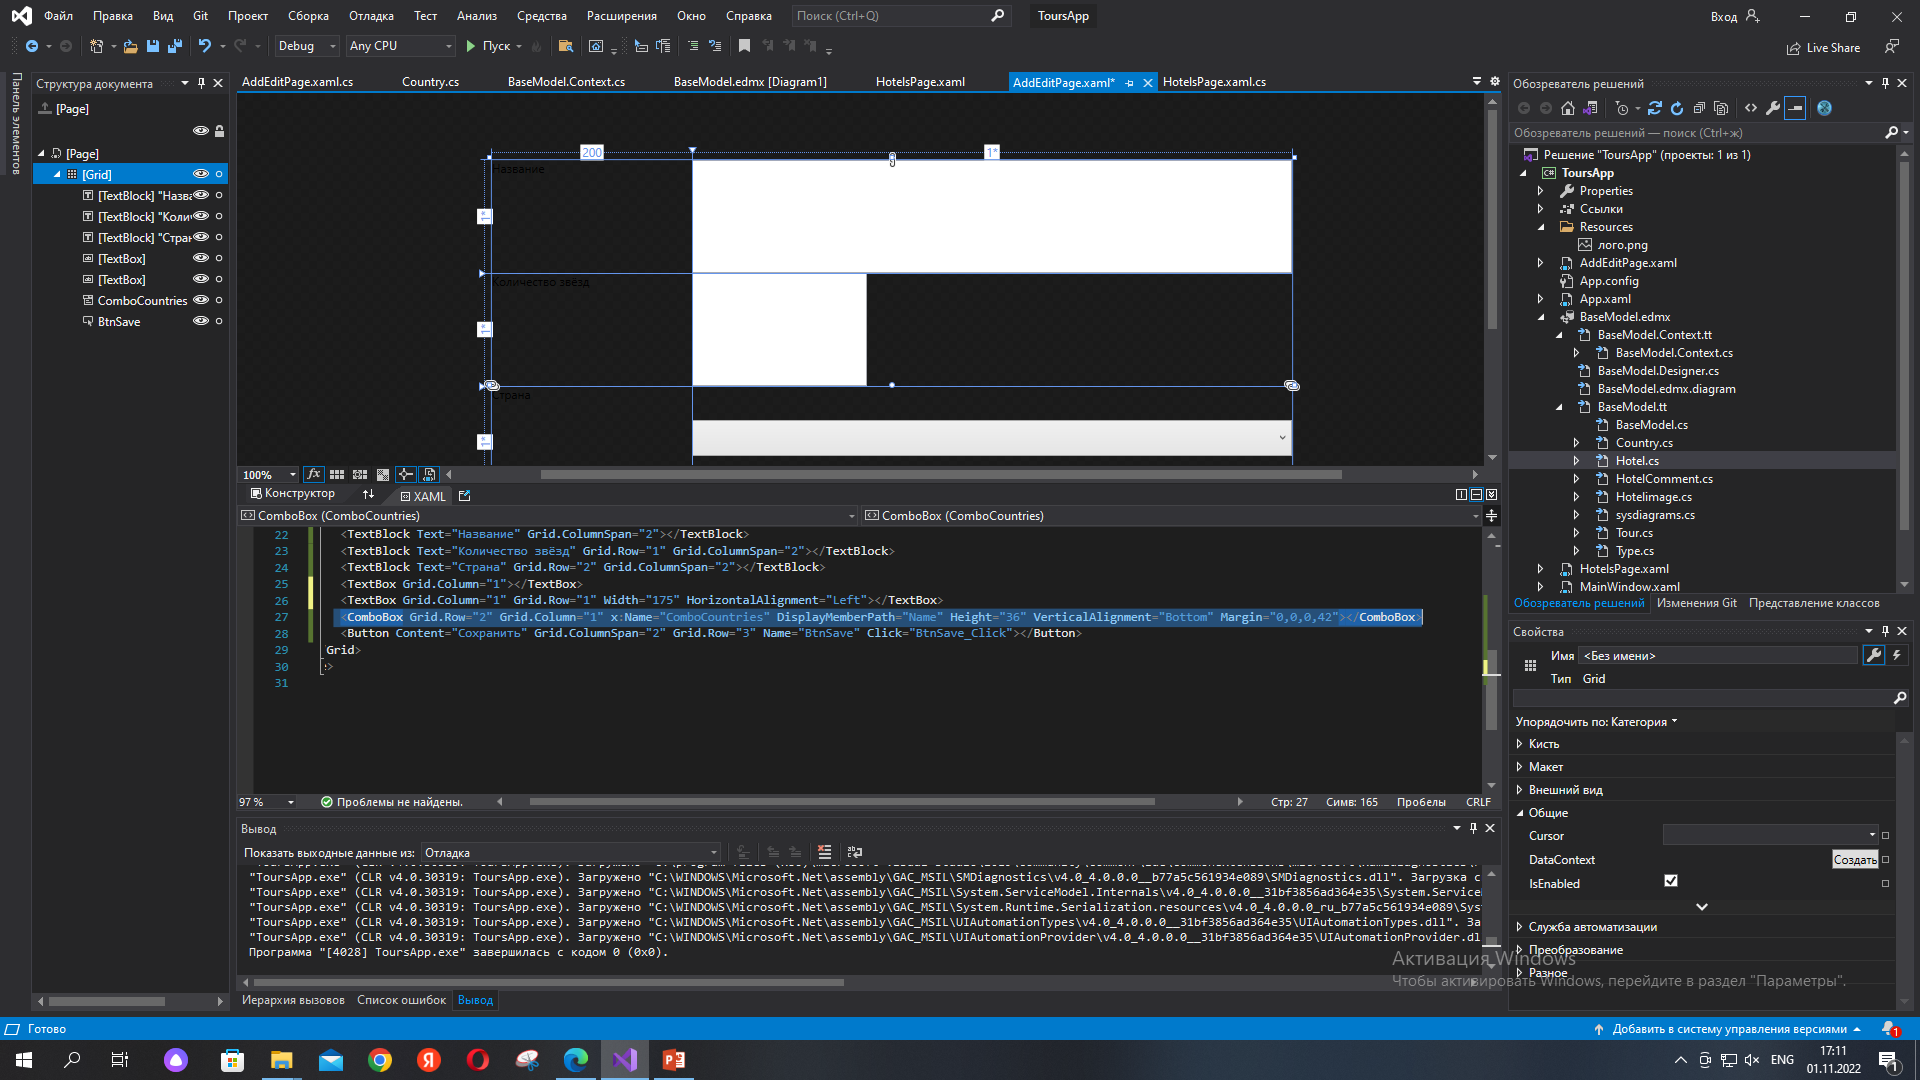 Файл Правка Вид Git Проект Сборка Отладка Тест Анализ Средства Расширения Окно Справка Поиск (Ctrl+Q) ToursApp Вход
Debug Any CPU Пуск Live Share
Панель элементов
Структура документа
[Page]
[Page]
[Grid]
[TextBlock] "Назва
[TextBlock] "Коли
[TextBlock] "Стран
[TextBox]
[TextBox]
ComboCountries
BtnSave
AddEditPage.xaml.cs Country.cs BaseModel.Context.cs BaseModel.edmx [Diagram1] HotelsPage.xaml AddEditPage.xaml* HotelsPage.xaml.cs
200 1*
Название
1*
Количество звёзд
1*
Страна
1*
100%
Конструктор XAML
ComboBox (ComboCountries) ComboBox (ComboCountries)
22 <TextBlock Text="Название" Grid.ColumnSpan="2"></TextBlock>
23 <TextBlock Text="Количество звёзд" Grid.Row="1" Grid.ColumnSpan="2"></TextBlock>
24 <TextBlock Text="Страна" Grid.Row="2" Grid.ColumnSpan="2"></TextBlock>
25 <TextBox Grid.Column="1"></TextBox>
26 <TextBox Grid.Column="1" Grid.Row="1" Width="175" HorizontalAlignment="Left"></TextBox>
27 <ComboBox Grid.Row="2" Grid.Column="1" x:Name="ComboCountries" DisplayMemberPath="Name" Height="36" VerticalAlignment="Bottom" Margin="0,0,0,42"></ComboBox>
28 <Button Content="Сохранить" Grid.ColumnSpan="2" Grid.Row="3" Name="BtnSave" Click="BtnSave_Click"></Button>
29 Grid>
30 >
31
97 % Проблемы не найдены. Стр: 27 Симв: 165 Пробелы CRLF
Вывод
Показать выходные данные из: Отладка
"ToursApp.exe" (CLR v4.0.30319: ToursApp.exe). Загружено "C:\WINDOWS\Microsoft.Net\assembly\GAC_MSIL\SMDiagnostics\v4.0_4.0.0.0__b77a5c561934e089\SMDiagnostics.dll". Загрузка с
"ToursApp.exe" (CLR v4.0.30319: ToursApp.exe). Загружено "C:\WINDOWS\Microsoft.Net\assembly\GAC_MSIL\System.ServiceModel.Internals\v4.0_4.0.0.0__31bf3856ad364e35\System.Service
"ToursApp.exe" (CLR v4.0.30319: ToursApp.exe). Загружено "C:\WINDOWS\Microsoft.Net\assembly\GAC_MSIL\System.Runtime.Serialization.resources\v4.0_4.0.0.0_ru_b77a5c561934e089\Sys
"ToursApp.exe" (CLR v4.0.30319: ToursApp.exe). Загружено "C:\WINDOWS\Microsoft.Net\assembly\GAC_MSIL\UIAutomationTypes\v4.0_4.0.0.0__31bf3856ad364e35\UIAutomationTypes.dll". За
"ToursApp.exe" (CLR v4.0.30319: ToursApp.exe). Загружено "C:\WINDOWS\Microsoft.Net\assembly\GAC_MSIL\UIAutomationProvider\v4.0_4.0.0.0__31bf3856ad364e35\UIAutomationProvider.dl
Программа "[4028] ToursApp.exe" завершилась с кодом 0 (0x0).
Иерархия вызовов Список ошибок Вывод
Обозреватель решений
Обозреватель решений — поиск (Ctrl+ж)
Решение "ToursApp" (проекты: 1 из 1)
ToursApp
Properties
Ссылки
Resources
лого.png
AddEditPage.xaml
App.config
App.xaml
BaseModel.edmx
BaseModel.Context.tt
BaseModel.Context.cs
BaseModel.Designer.cs
BaseModel.edmx.diagram
BaseModel.tt
BaseModel.cs
Country.cs
Hotel.cs
HotelComment.cs
Hotelimage.cs
sysdiagrams.cs
Tour.cs
Type.cs
HotelsPage.xaml
MainWindow.xaml
Обозреватель решений Изменения Git Представление классов
Свойства
Имя <Без имени>
Тип Grid
Упорядочить по: Категория
Кисть
Макет
Внешний вид
Общие
Cursor
DataContext Создать
IsEnabled
Служба автоматизации
Преобразование
Разное
Активация Windows
Чтобы активировать Windows, перейдите в раздел "Параметры".
Готово Добавить в систему управления версиями 1
ENG 17:11
01.11.2022 1